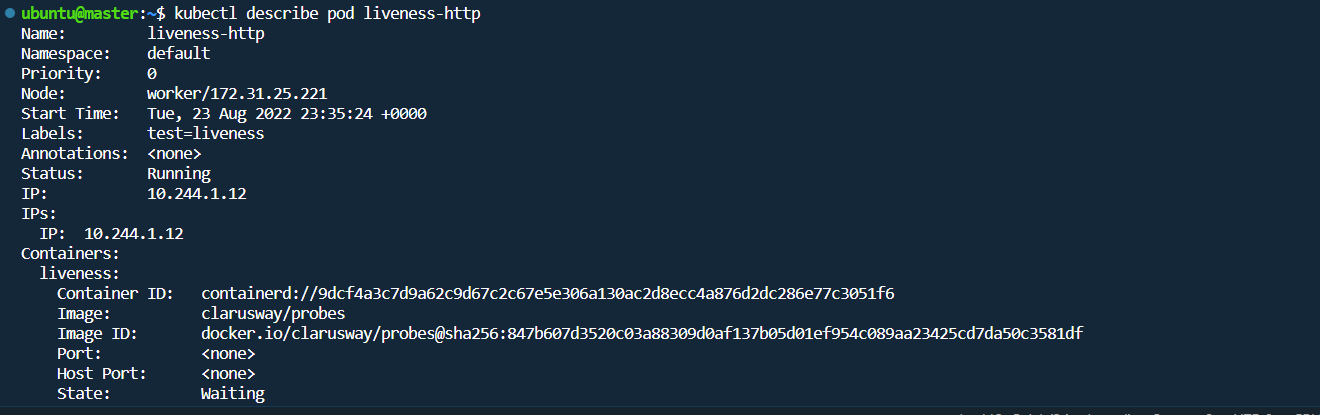 ubuntu@master:~$ kubectl describe pod liveness-http
Name:         liveness-http
Namespace:    default
Priority:     0
Node:         worker/172.31.25.221
Start Time:   Tue, 23 Aug 2022 23:35:24 +0000
Labels:       test=liveness
Annotations:  <none>
Status:       Running
IP:           10.244.1.12
IPs:
  IP:  10.244.1.12
Containers:
  liveness:
    Container ID:   containerd://9dcf4a3c7d9a62c9d67c2c67e5e306a130ac2d8ecc4a876d2dc286e77c3051f6
    Image:          clarusway/probes
    Image ID:       docker.io/clarusway/probes@sha256:847b607d3520c03a88309d0af137b05d01ef954c089aa23425cd7da50c3581df
    Port:           <none>
    Host Port:      <none>
    State:          Waiting